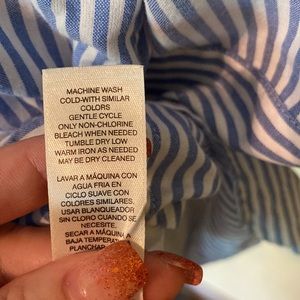 MACHINE WASH
COLD-WITH SIMILAR
COLORS
GENTLE CYCLE
ONLY NON-CHLORINE
BLEACH WHEN NEEDED
TUMBLE DRY LOW
WARM IRON AS NEEDED
MAY BE DRY CLEANED
LAVAR A MÁQUINA CON
AGUA FRIA EN
CICLO SUAVE CON
COLORES SIMILARES.
USAR BLANQUEADOR
SIN CLORO CUANDO SE
NECESITE.
SECAR A MÁQUINA A
BAJA TEMPERAT
PLANCHAR